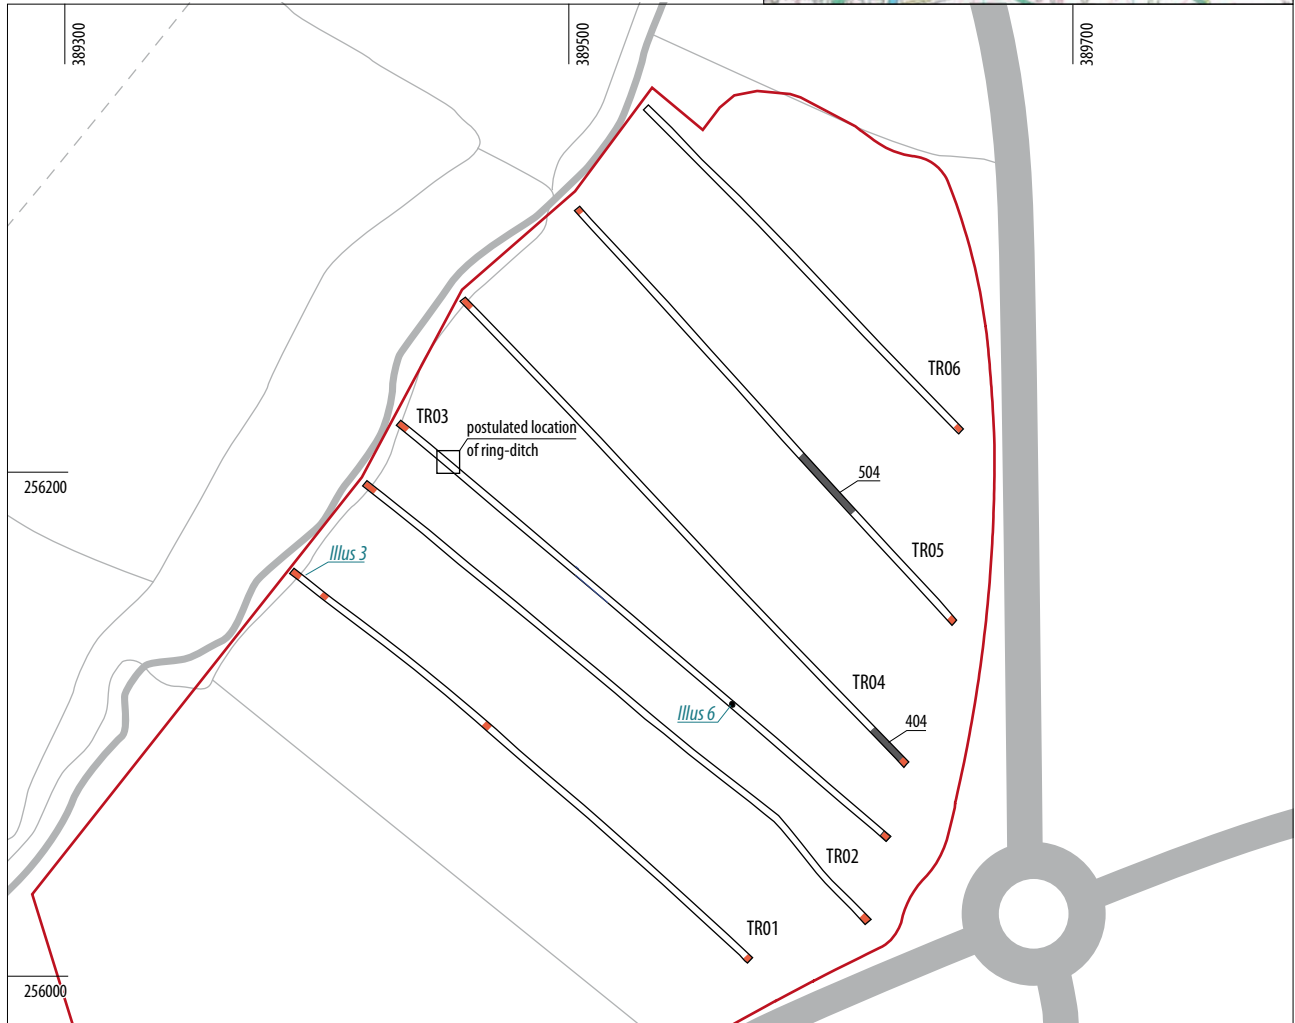 389300
389500
389700
TR06
TR03
postulated location
of ring-ditch
504
256200
TR05
Illus 3
TR04
Illus 6
404
TR02
TR01
256000